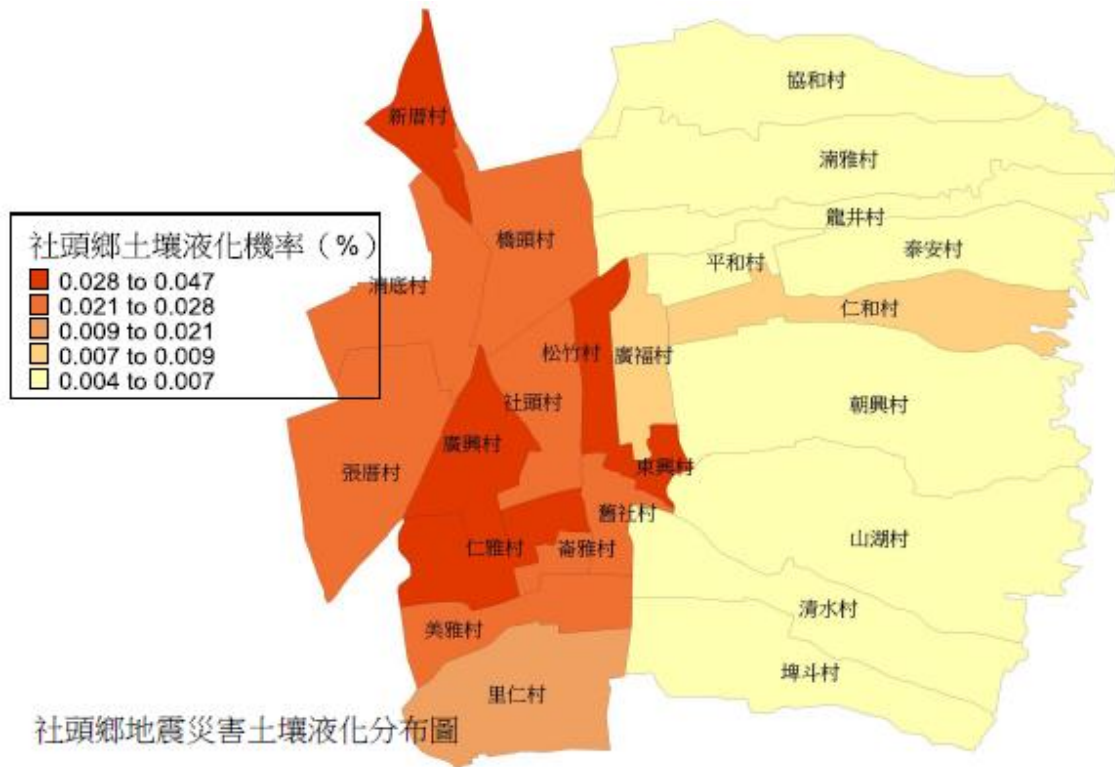 協和村
新厝村
湳雅村
龍井村
橋頭村
平和村
泰安村
社頭鄉土壤液化機率（%）
0.028 to 0.047
0.021 to 0.028
0.009 to 0.021
0.007 to 0.009
0.004 to 0.007
湳底村
仁和村
松竹村
廣福村
社頭村
朝興村
廣興村
張厝村
東興村
舊社村
山湖村
仁雅村
崙雅村
清水村
美雅村
埤斗村
里仁村
社頭鄉地震災害土壤液化分布圖